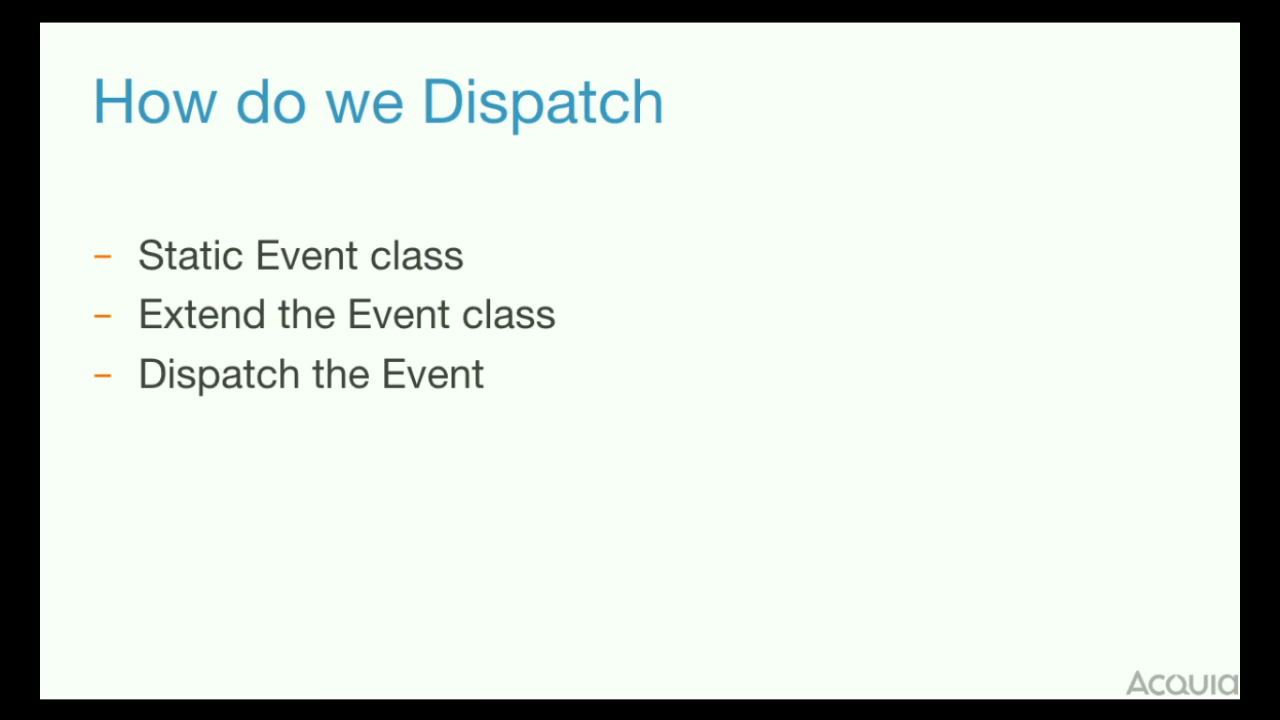 How do we Dispatch
– Static Event class
– Extend the Event class
– Dispatch the Event
Acquia